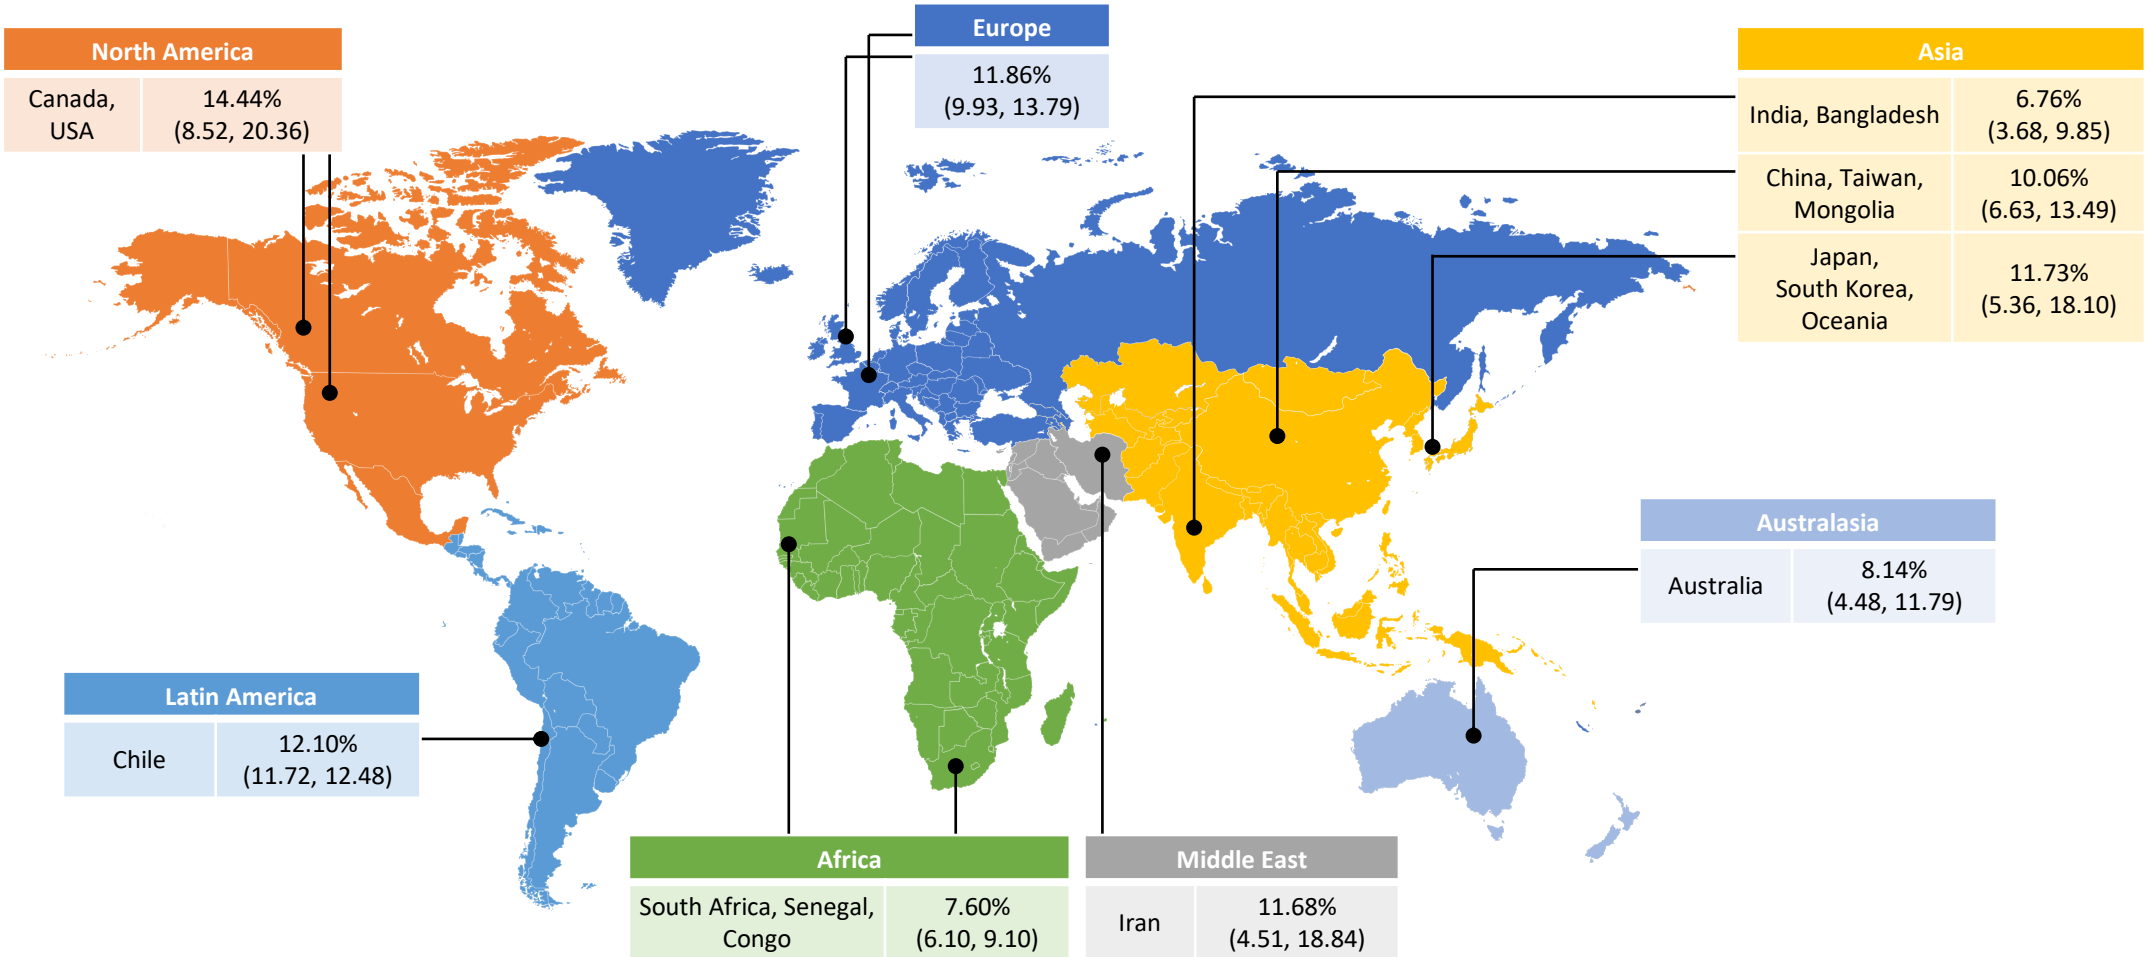 North America
Canada,
USA
14.44%
(8.52, 20.36)
Europe
11.86%
(9.93, 13.79)
Asia
India, Bangladesh
6.76%
(3.68, 9.85)
China, Taiwan,
Mongolia
10.06%
(6.63, 13.49)
Japan,
South Korea,
Oceania
11.73%
(5.36, 18.10)
Australasia
Australia
8.14%
(4.48, 11.79)
Latin America
Chile
12.10%
(11.72, 12.48)
Africa
South Africa, Senegal,
Congo
7.60%
(6.10, 9.10)
Middle East
Iran
11.68%
(4.51, 18.84)